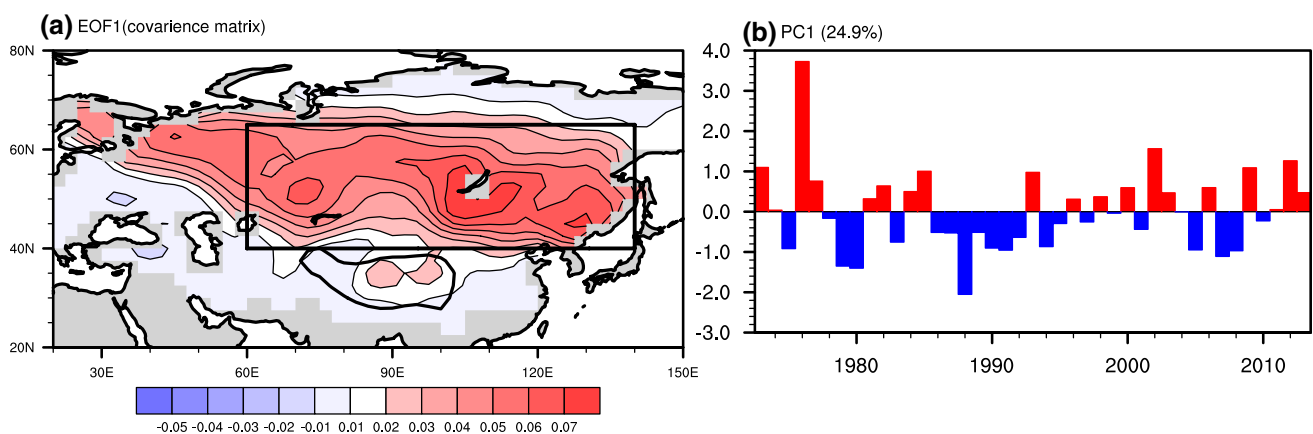 (a) EOF1(covarience matrix)
80N
60N
40N
20N
30E 60E 90E 120E 150E
-0.05 -0.04 -0.03 -0.02 -0.01 0.01 0.02 0.03 0.04 0.05 0.06 0.07
(b) PC1 (24.9%)
4.0
3.0
2.0
1.0
0.0
-1.0
-2.0
-3.0
1980 1990 2000 2010